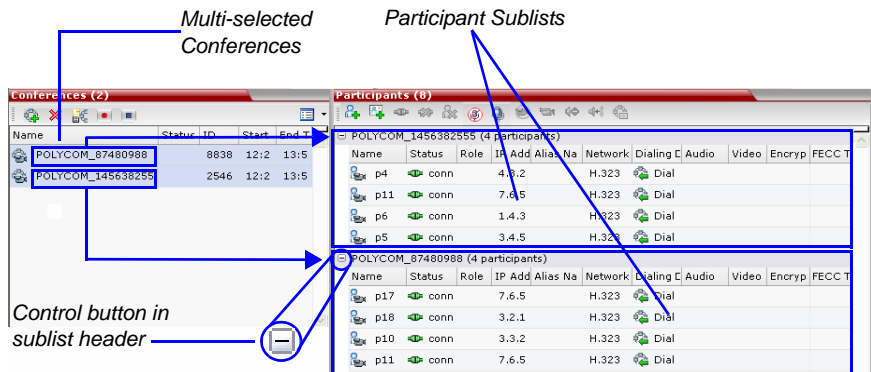 Multi-selected
Conferences
Participant Sublists
Conferences (2)
Name Status ID Start End T
POLYCOM_87480988 8838 12:2 13:5
POLYCOM_145638255 2546 12:2 13:5
Participants (8)
POLYCOM_1456382555 (4 participants)
Name Status Role IP Add Alias Na Network Dialing D Audio Video Encryp FECC T
p4 conn 4.3.2 H.323 Dial
p11 conn 7.6.5 H.323 Dial
p6 conn 1.4.3 H.323 Dial
p5 conn 3.4.5 H.323 Dial
POLYCOM_87480988 (4 participants)
Name Status Role IP Add Alias Na Network Dialing D Audio Video Encryp FECC T
p17 conn 7.6.5 H.323 Dial
p18 conn 3.2.1 H.323 Dial
p10 conn 3.3.2 H.323 Dial
p11 conn 7.6.5 H.323 Dial
Control button in
sublist header